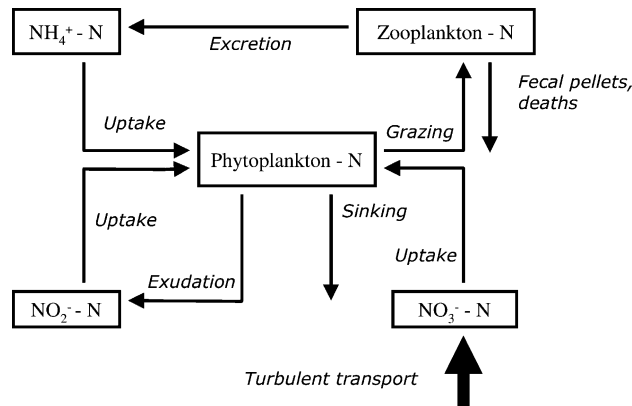 NH₄⁺ - N
Zooplankton - N
Excretion
Fecal pellets,
deaths
Uptake
Grazing
Phytoplankton - N
Uptake
Sinking
Uptake
Exudation
NO₂⁻ - N
NO₃⁻ - N
Turbulent transport